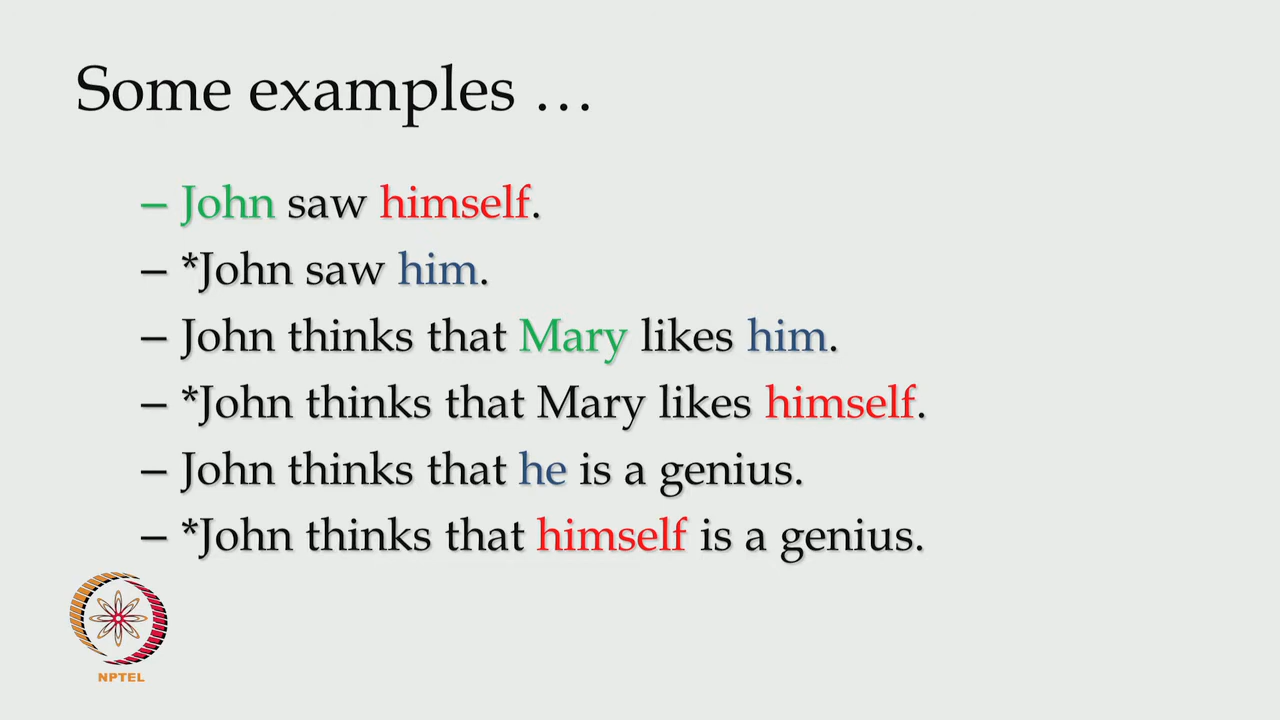 Some examples …
– John saw himself.
– *John saw him.
– John thinks that Mary likes him.
– *John thinks that Mary likes himself.
– John thinks that he is a genius.
– *John thinks that himself is a genius.
NPTEL